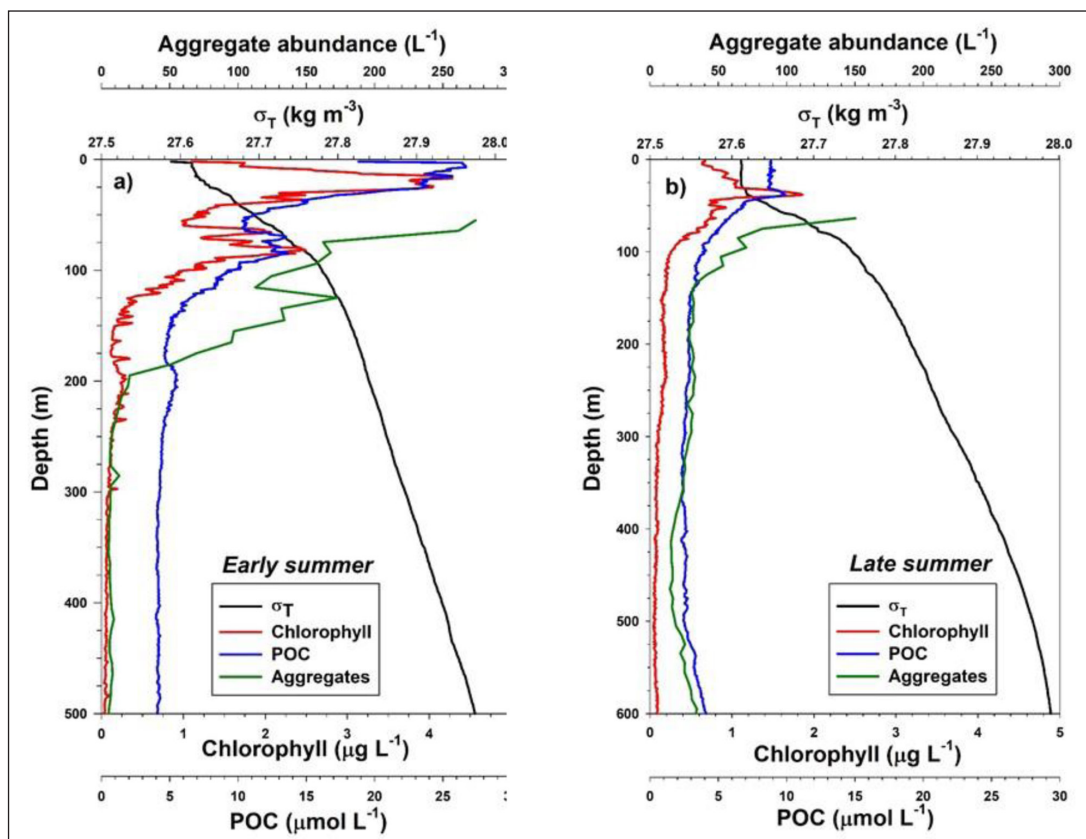 Aggregate abundance (L-1)
0 50 100 150 200 250 3
σT (kg m-3)
27.5 27.6 27.7 27.8 27.9 28.0
a)
0
100
200
300
400
500
Depth (m)
Early summer
σT
Chlorophyll
POC
Aggregates
0 1 2 3 4
Chlorophyll (µg L-1)
0 5 10 15 20 25
POC (µmol L-1)
Aggregate abundance (L-1)
0 50 100 150 200 250 300
σT (kg m-3)
27.5 27.6 27.7 27.8 27.9 28.0
b)
0
100
200
300
400
500
600
Depth (m)
Late summer
σT
Chlorophyll
POC
Aggregates
0 1 2 3 4 5
Chlorophyll (µg L-1)
0 5 10 15 20 25 30
POC (µmol L-1)